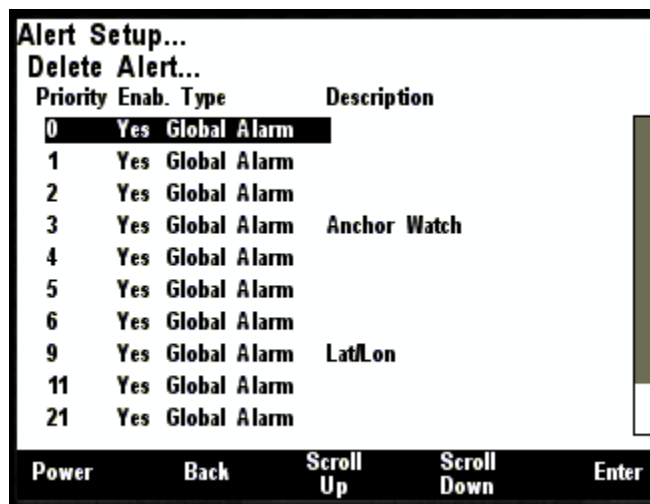 Alert Setup...
Delete Alert...
Priority Enab. Type Description
0 Yes Global Alarm
1 Yes Global Alarm
2 Yes Global Alarm
3 Yes Global Alarm Anchor Watch
4 Yes Global Alarm
5 Yes Global Alarm
6 Yes Global Alarm
9 Yes Global Alarm Lat/Lon
11 Yes Global Alarm
21 Yes Global Alarm
Power Back Scroll Up Scroll Down Enter